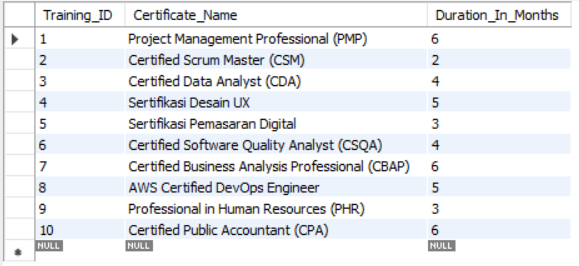 Training_ID Certificate_Name Duration_In_Months
1 Project Management Professional (PMP) 6
2 Certified Scrum Master (CSM) 2
3 Certified Data Analyst (CDA) 4
4 Sertifikasi Desain UX 5
5 Sertifikasi Pemasaran Digital 3
6 Certified Software Quality Analyst (CSQA) 4
7 Certified Business Analysis Professional (CBAP) 6
8 AWS Certified DevOps Engineer 5
9 Professional in Human Resources (PHR) 3
10 Certified Public Accountant (CPA) 6
NULL NULL NULL